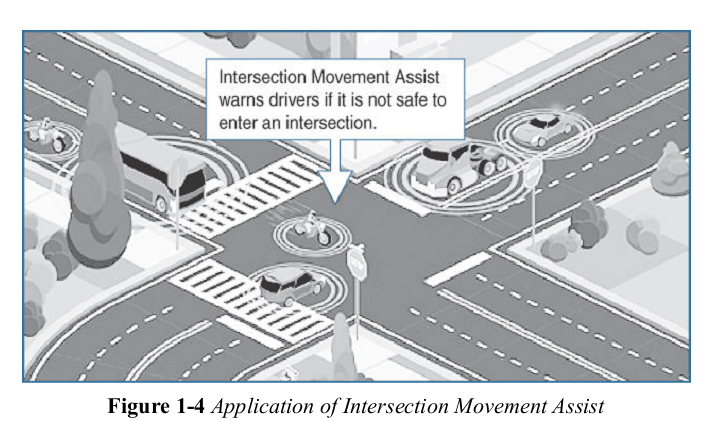 Intersection Movement Assist
warns drivers if it is not safe to
enter an intersection.
Figure 1-4 Application of Intersection Movement Assist